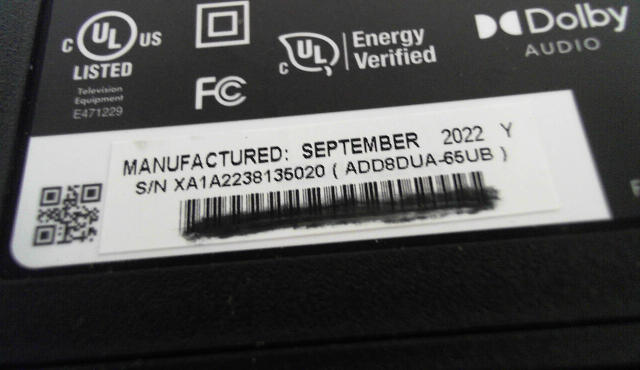 C UL US
LISTED
Television
Equipment
E471229
FC
C UL
Energy
Verified
Dolby
AUDIO
MANUFACTURED: SEPTEMBER 2022 Y
S/N XA1A2238135020 ( ADD8DUA-65UB )